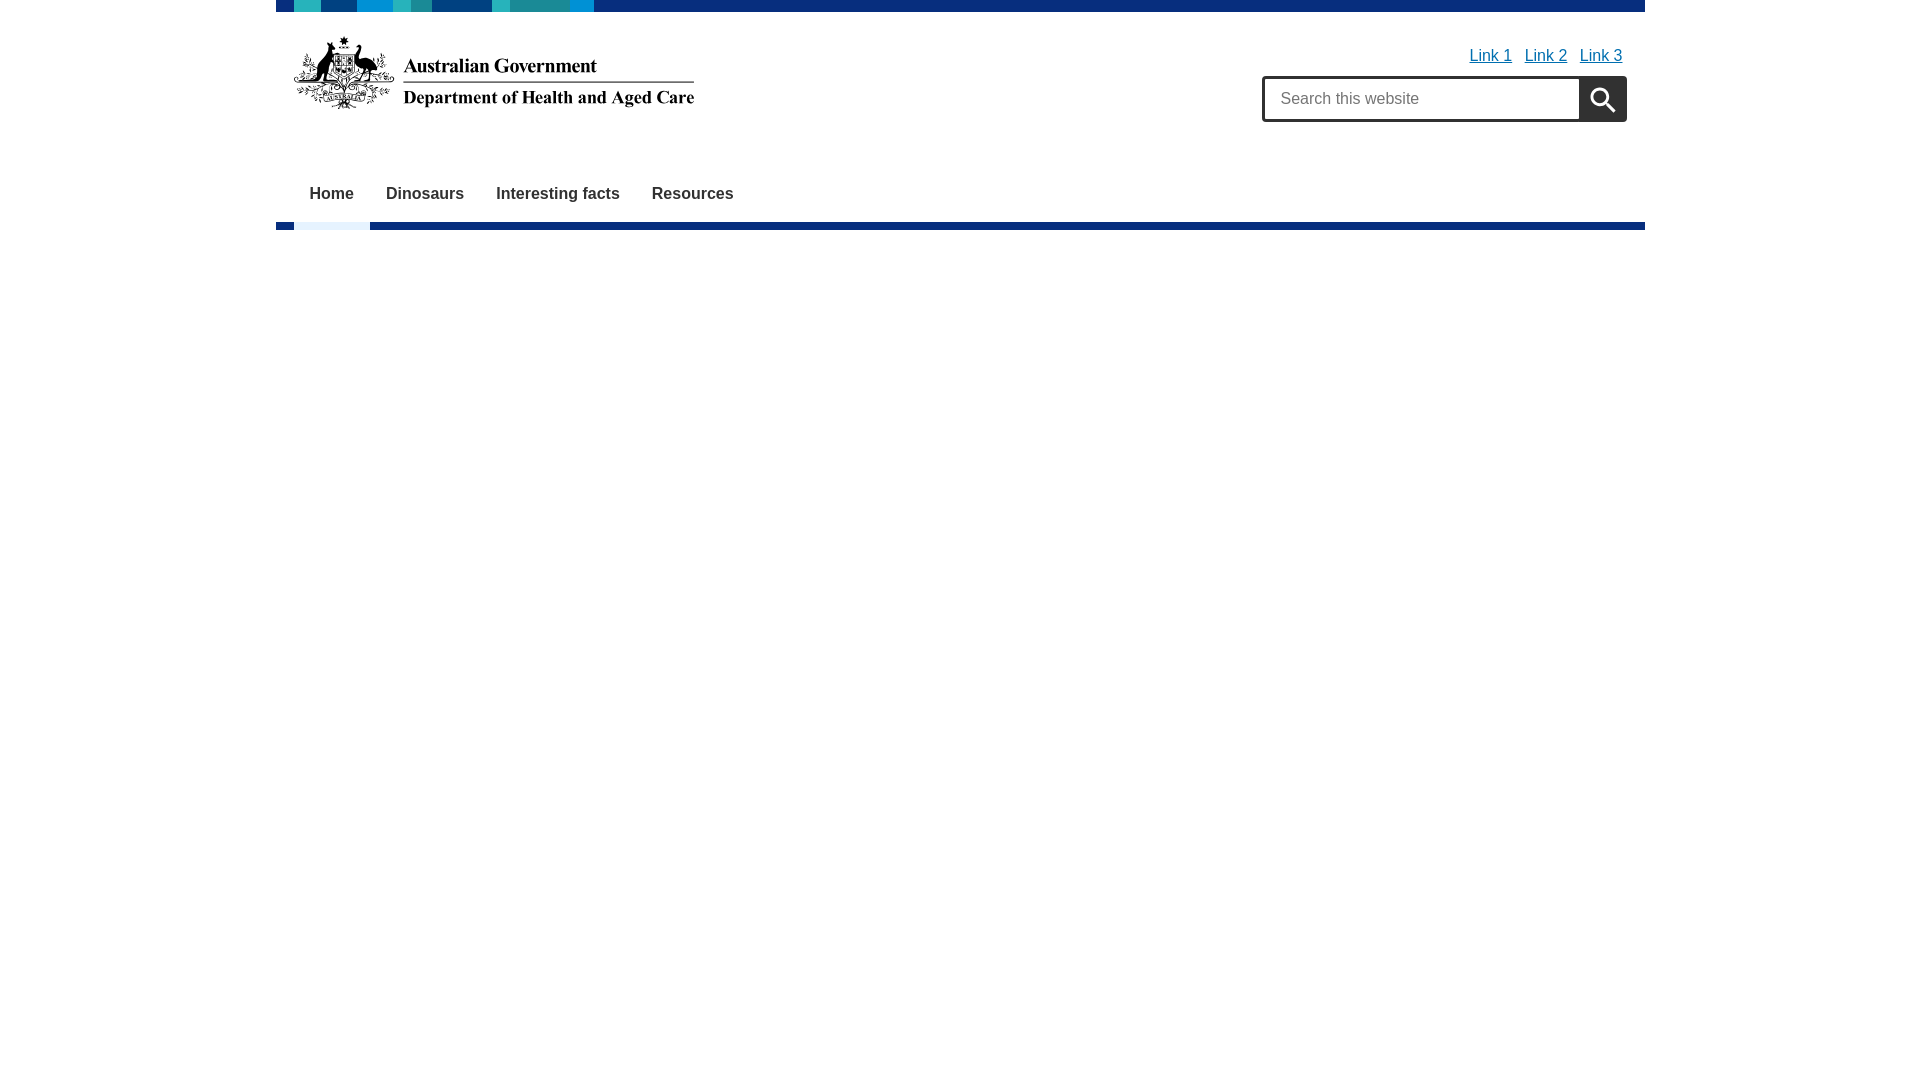 Link 1 Link 2 Link 3
Australian Government
Department of Health and Aged Care
AUSTRALIA
Search this website
Home Dinosaurs Interesting facts Resources